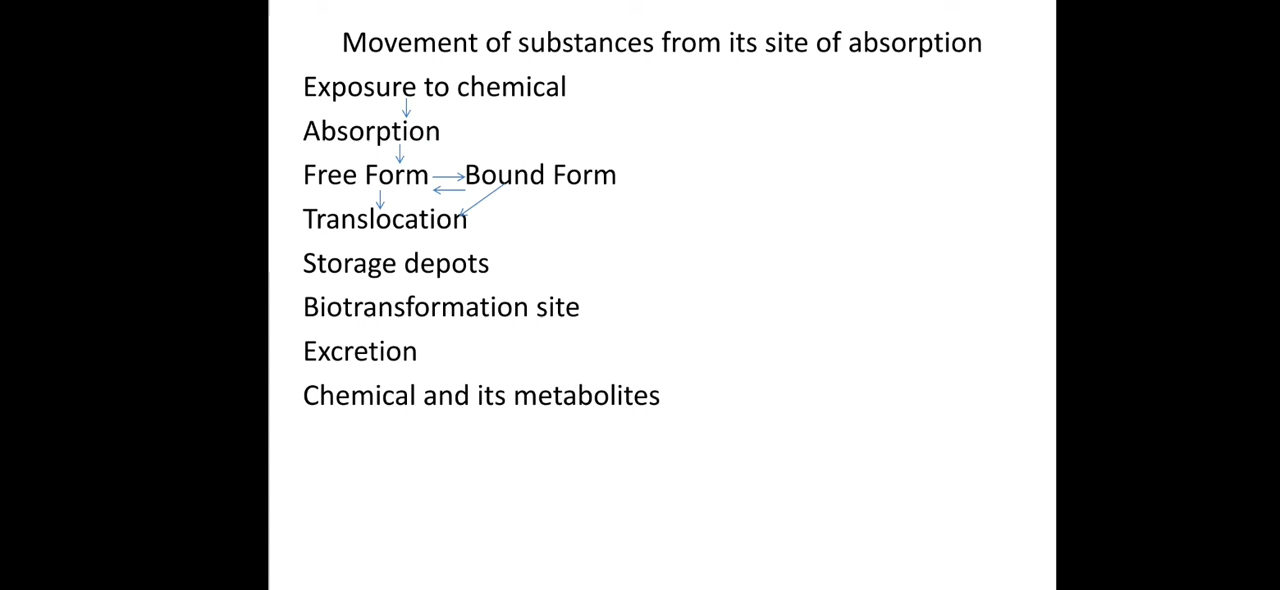 Movement of substances from its site of absorption
Exposure to chemical
Absorption
Free Form Bound Form
Translocation
Storage depots
Biotransformation site
Excretion
Chemical and its metabolites